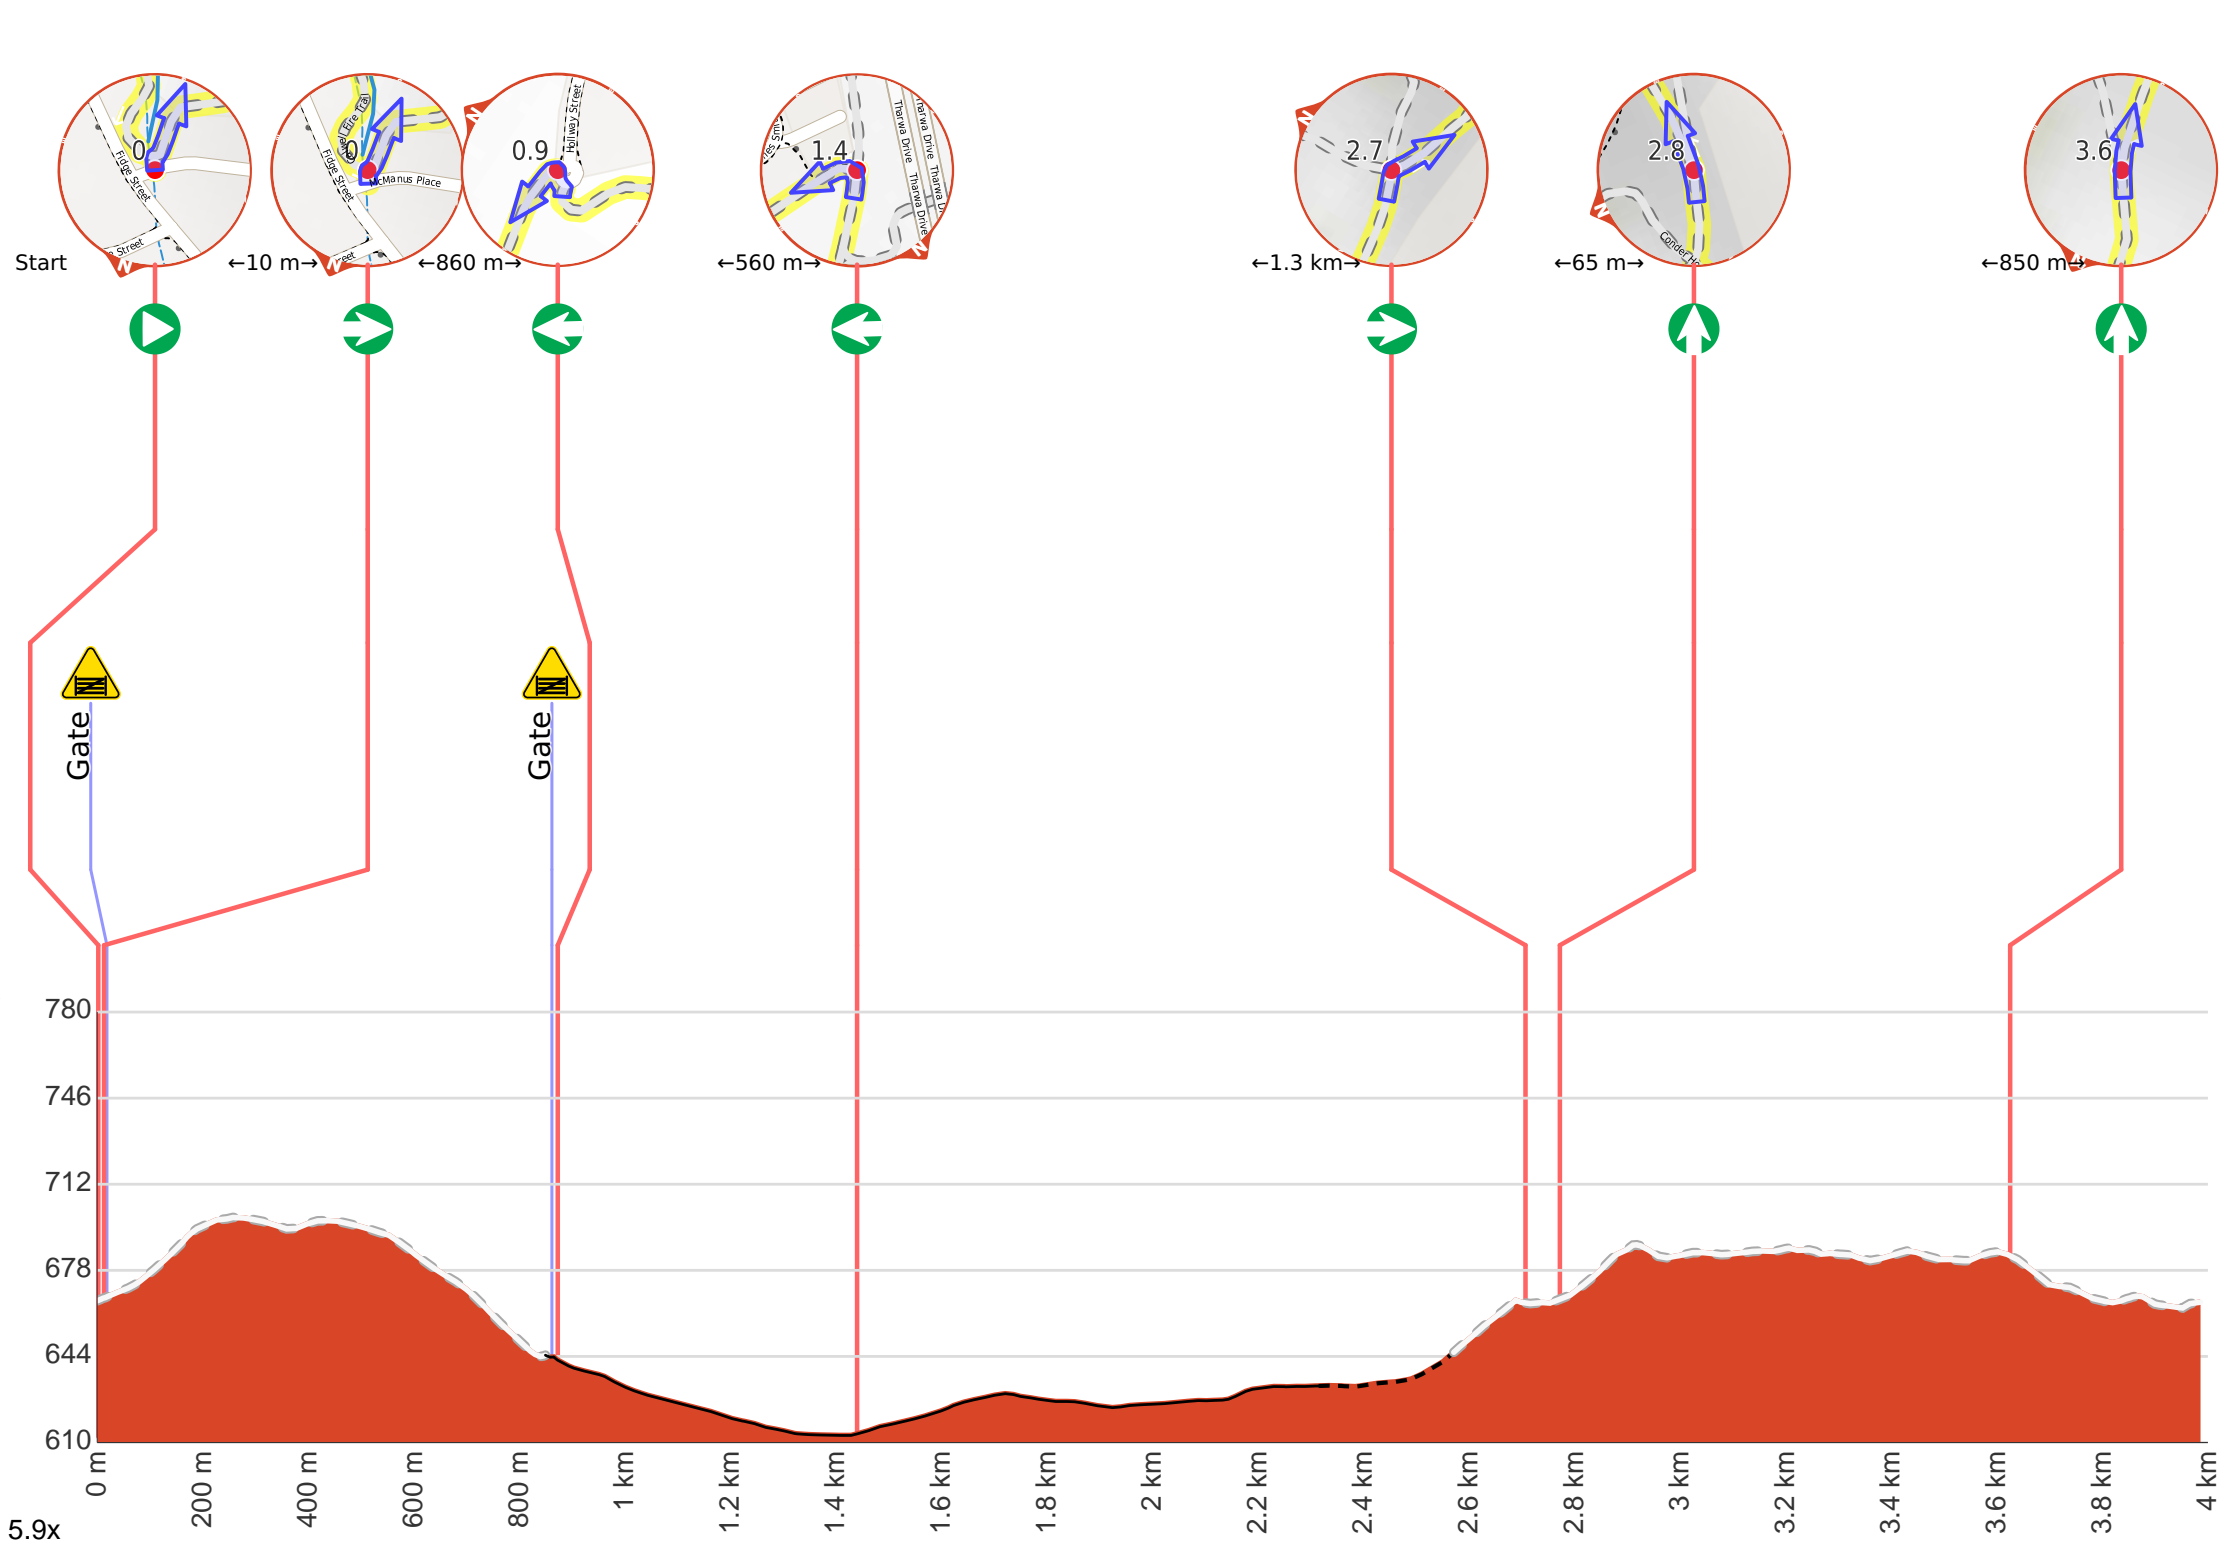 0
Fidge Street
Street
N
0
Fire Trail
Fidge Street
McManus Place
N
0.9
Hollway Street
N
1.4
Tharwa Drive
Tharwa Drive
Tharwa Drive
N
2.7
N
2.8
N
3.6
Start
←10 m→
←860 m→
←560 m→
←1.3 km→
←65 m→
←850 m→
Gate
Gate
780
746
712
678
644
610
0 m
200 m
400 m
600 m
800 m
1 km
1.2 km
1.4 km
1.6 km
1.8 km
2 km
2.2 km
2.4 km
2.6 km
2.8 km
3 km
3.2 km
3.4 km
3.6 km
3.8 km
4 km
5.9x